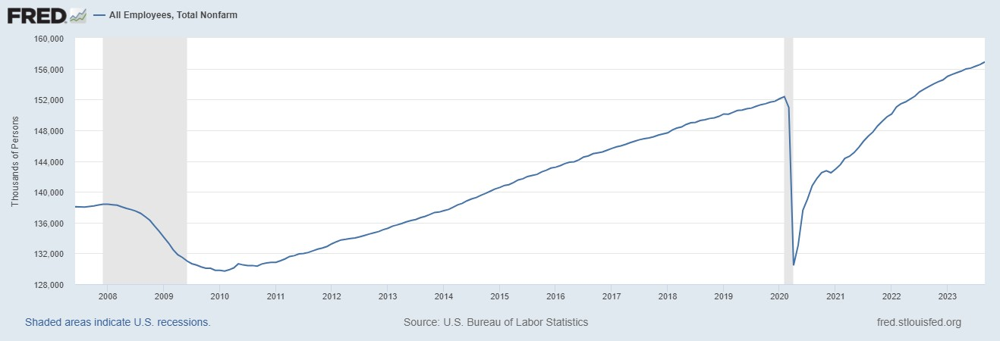 FRED
All Employees, Total Nonfarm
Thousands of Persons
160,000
156,000
152,000
148,000
144,000
140,000
136,000
132,000
128,000
2008 2009 2010 2011 2012 2013 2014 2015 2016 2017 2018 2019 2020 2021 2022 2023
Shaded areas indicate U.S. recessions.
Source: U.S. Bureau of Labor Statistics
fred.stlouisfed.org